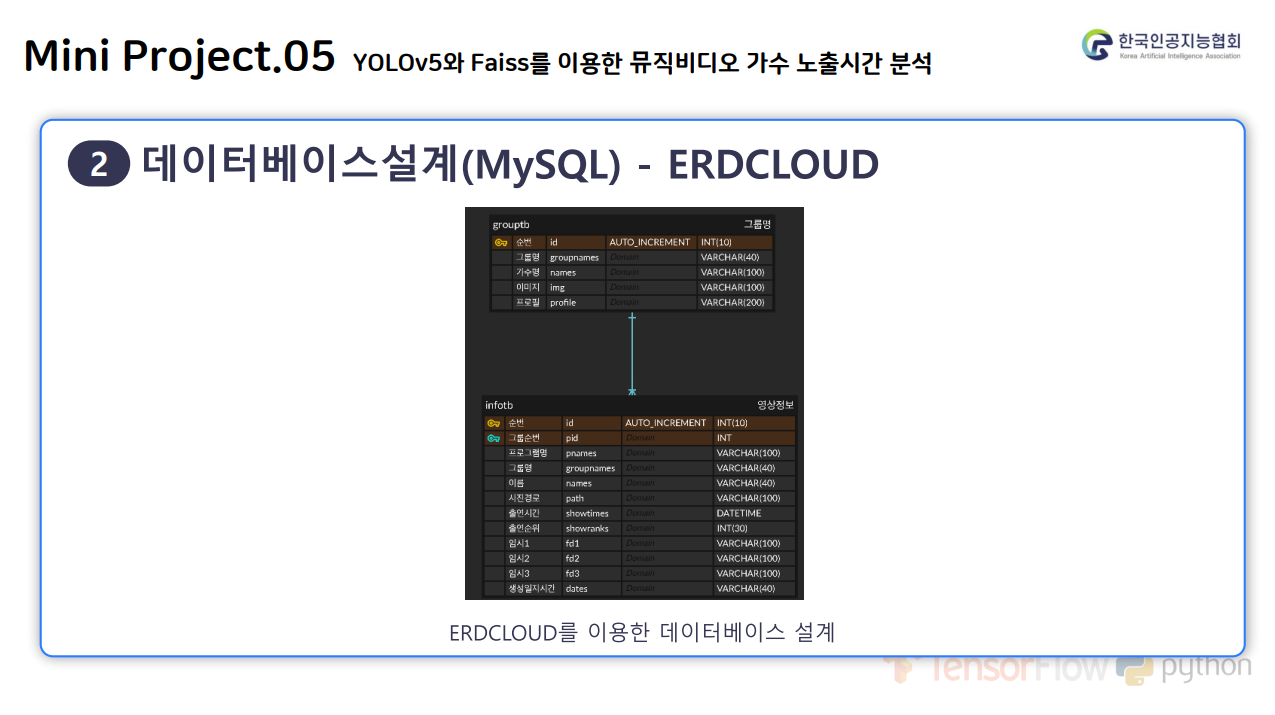 Mini Project.05 YOLOv5와 Faiss를 이용한 뮤직비디오 가수 노출시간 분석
한국인공지능협회
Korea Artificial Intelligence Association
2 데이터베이스설계(MySQL) - ERDCLOUD
grouptb 그룹명
순번 id AUTO_INCREMENT INT(10)
그룹명 groupnames Domain VARCHAR(40)
가수명 names Domain VARCHAR(100)
이미지 img Domain VARCHAR(100)
프로필 profile Domain VARCHAR(200)
infotb 영상정보
순번 id AUTO_INCREMENT INT(10)
그룹순번 pid Domain INT
프로그램명 pnames Domain VARCHAR(100)
그룹명 groupnames Domain VARCHAR(40)
이름 names Domain VARCHAR(40)
시진경로 path Domain VARCHAR(100)
출연시간 showtimes Domain DATETIME
출연순위 showranks Domain INT(30)
임시1 fd1 Domain VARCHAR(100)
임시2 fd2 Domain VARCHAR(100)
임시3 fd3 Domain VARCHAR(100)
생성일지시간 dates Domain VARCHAR(40)
ERDCLOUD를 이용한 데이터베이스 설계
TensorFlow python